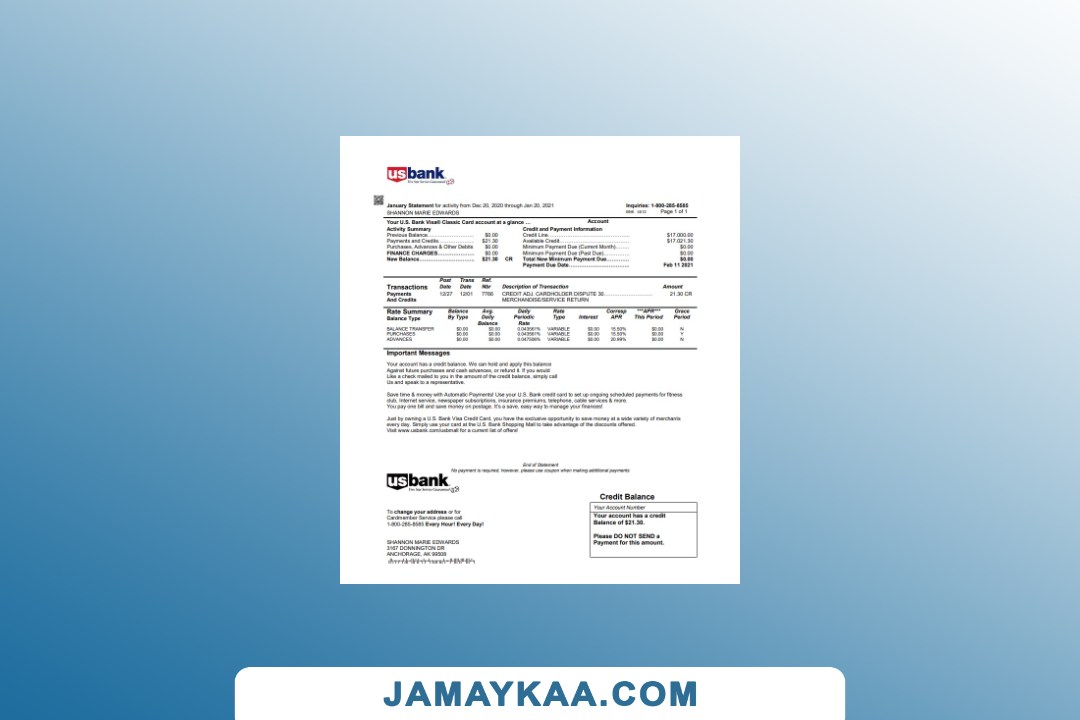 usbank.
Five Star Service Guaranteed
January Statement for activity from Dec 20, 2020 through Jan 20, 2021
Inquiries: 1-800-285-8585
SHANNON MARIE EDWARDS
Page 1 of 1
Your U.S. Bank Visa® Classic Card account at a glance ...
Account
Activity Summary
Previous Balance $0.00
Payments and Credits $21.30
Purchases, Advances & Other Debits $0.00
FINANCE CHARGES $0.00
New Balance $21.30 CR
Credit and Payment Information
Credit Line $17,000.00
Available Credit $17,021.30
Minimum Payment Due (Current Month) $0.00
Minimum Payment Due (Past Due) $0.00
Total New Minimum Payment Due $0.00
Payment Due Date Feb 11 2021
Transactions
Post Date
Trans Date
Ref. Nbr
Description of Transaction
Amount
Payments And Credits
12/27 12/01 7788 CREDIT ADJ. CARDHOLDER DISPUTE 30 21.30 CR
MERCHANDISE/SERVICE RETURN
Rate Summary
Balance Type
Balance By Type
Avg. Daily Balance
Daily Periodic Rate
Rate Type
Interest
Corresp APR
This Period
Grace Period
BALANCE TRANSFER $0.00 $0.00 VARIABLE $0.00 15.50% $0.00 N
PURCHASES $0.00 $0.00 VARIABLE $0.00 15.50% $0.00 Y
ADVANCES $0.00 $0.00 VARIABLE $0.00 20.99% $0.00 N
Important Messages
Your account has a credit balance. We can hold and apply this balance
Against future purchases and cash advances, or refund it. If you would
Like a check mailed to you in the amount of the credit balance, simply call
Us and speak to a representative.
Save time & money with Automatic Payments! Use your U.S. Bank credit card to set up ongoing scheduled payments for fitness
club, Internet service, newspaper subscriptions, insurance premiums, telephone, cable services & more.
You pay one bill and save money on postage. It's a safe, easy way to manage your finances!
Just by owning a U.S. Bank Visa Credit Card, you have the exclusive opportunity to save money at a wide variety of merchants
every day. Simply use your card at the U.S. Bank Shopping Mall to take advantage of the discounts offered.
Visit www.usbank.com/usbmall for a current list of offers!
End of Statement
No payment is required, however, please use coupon when making additional payments
usbank.
Five Star Service Guaranteed
Credit Balance
Your Account Number
Your account has a credit
Balance of $21.30.
Please DO NOT SEND a
Payment for this amount.
To change your address or for
Cardmember Service please call
1-800-285-8585 Every Hour! Every Day!
SHANNON MARIE EDWARDS
3167 DONNINGTON DR
ANCHORAGE, AK
JAMAYKAA.COM